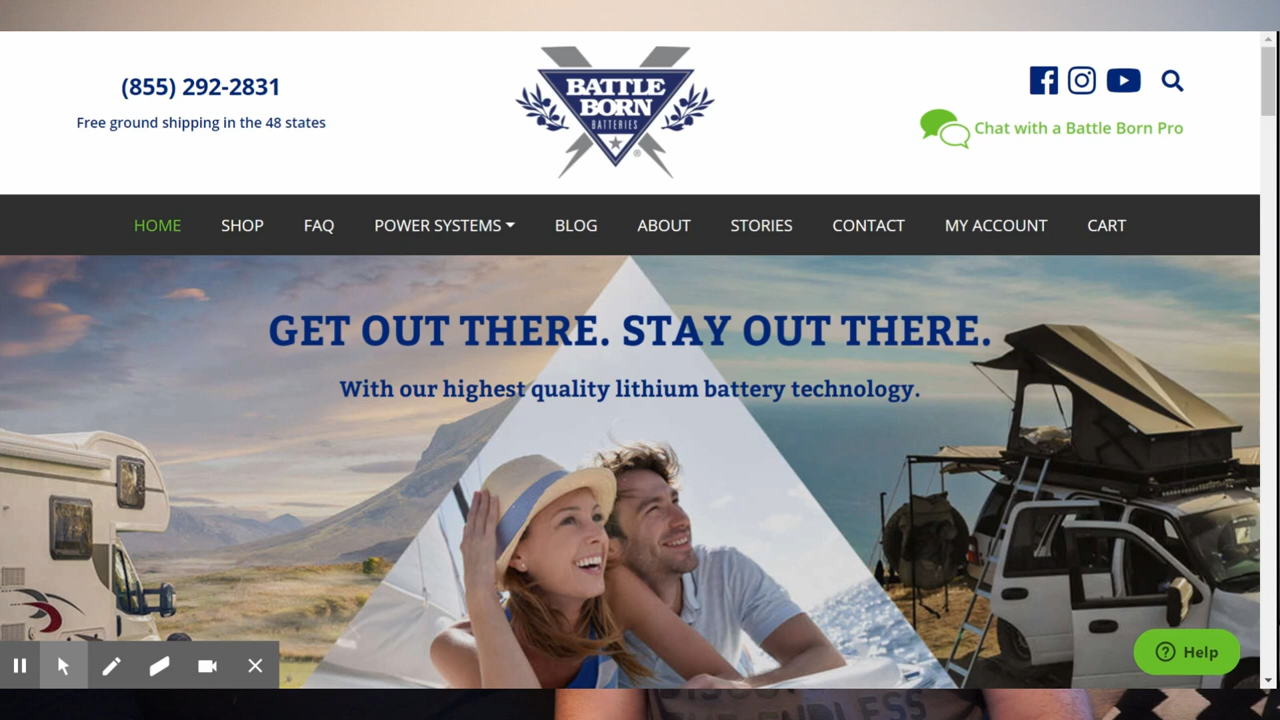 (855) 292-2831
Free ground shipping in the 48 states
BATTLE
BORN
BATTERIES
®
Chat with a Battle Born Pro
HOME SHOP FAQ POWER SYSTEMS BLOG ABOUT STORIES CONTACT MY ACCOUNT CART
GET OUT THERE. STAY OUT THERE.
With our highest quality lithium battery technology.
Help
ENDLESS